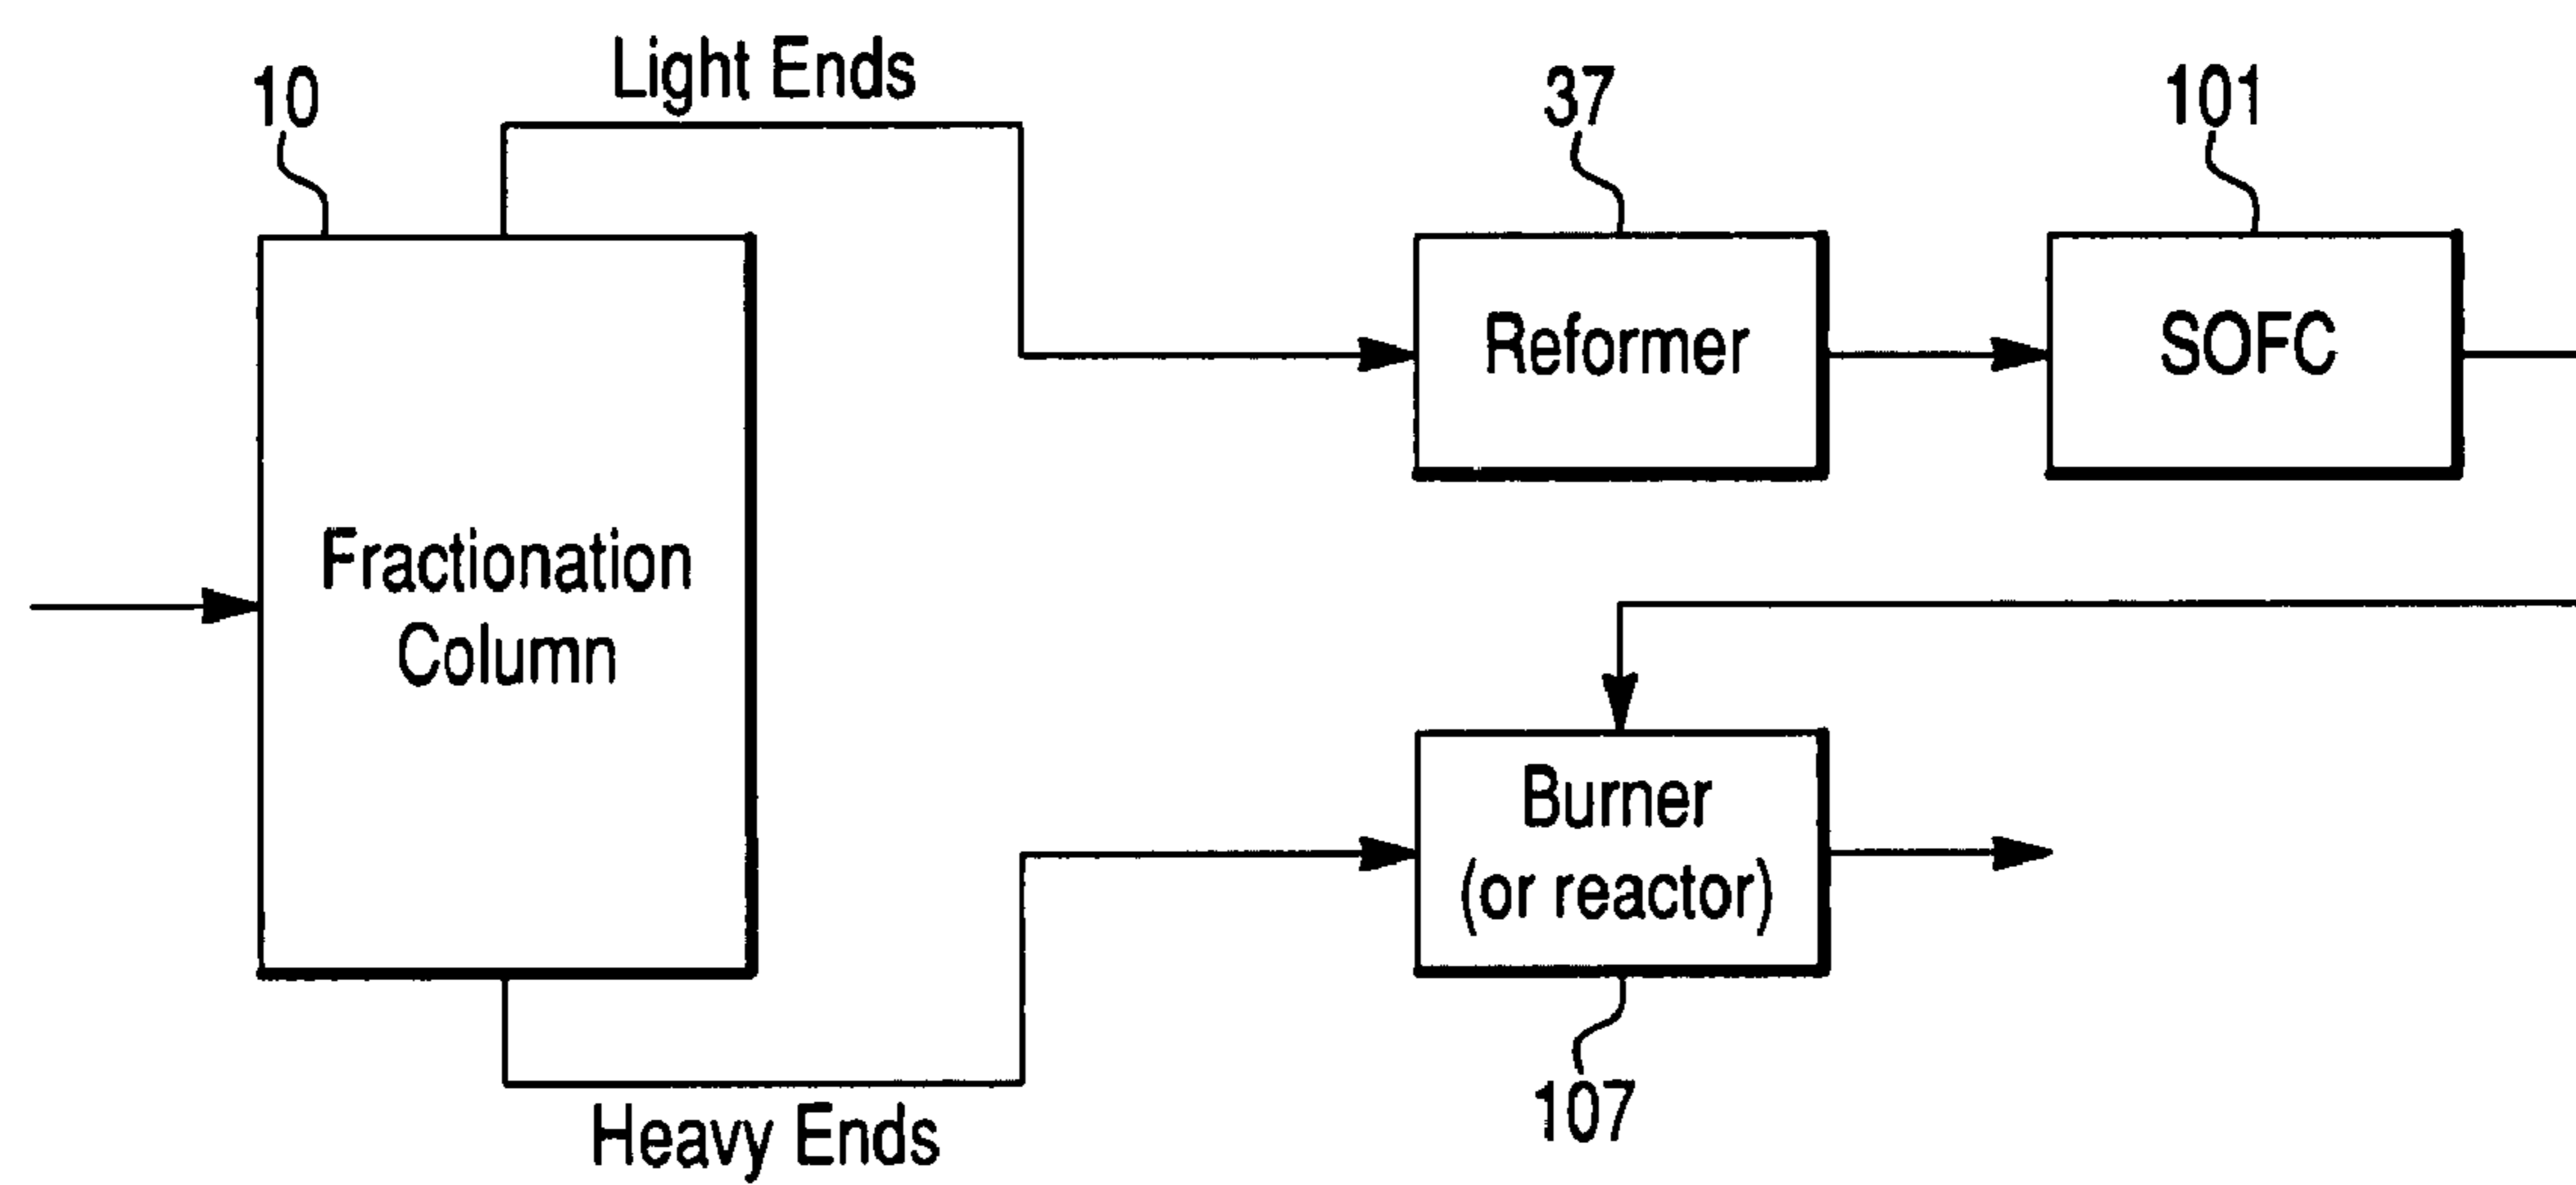 Light Ends
10
37
101
Reformer
SOFC
Fractionation
Column
Burner
(or reactor)
107
Heavy Ends